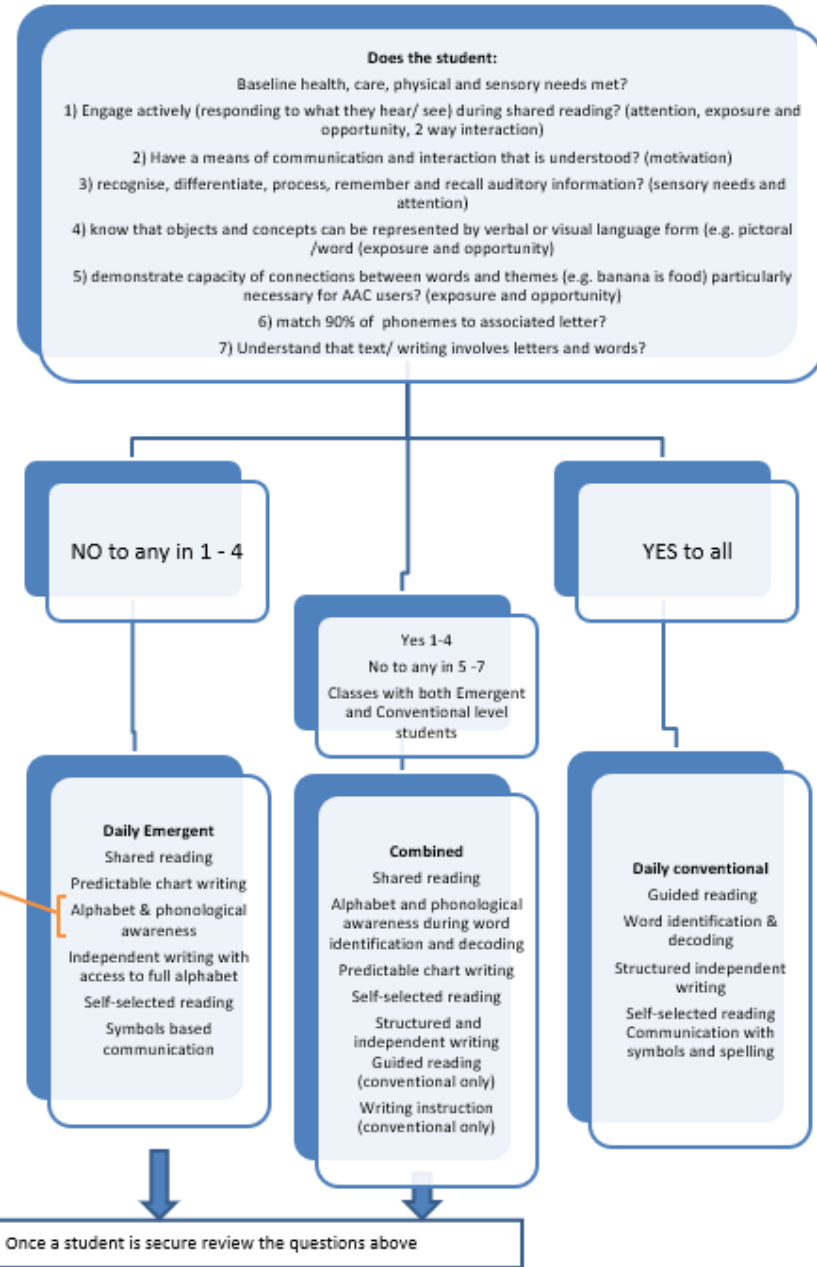 Does the student:
Baseline health, care, physical and sensory needs met?
1) Engage actively (responding to what they hear/ see) during shared reading? (attention, exposure and
opportunity, 2 way interaction)
2) Have a means of communication and interaction that is understood? (motivation)
3) recognise, differentiate, process, remember and recall auditory information? (sensory needs and
attention)
4) know that objects and concepts can be represented by verbal or visual language form (e.g. pictoral
/word (exposure and opportunity)
5) demonstrate capacity of connections between words and themes (e.g. banana is food) particularly
necessary for AAC users? (exposure and opportunity)
6) match 90% of phonemes to associated letter?
7) Understand that text/ writing involves letters and words?
NO to any in 1 - 4
Yes 1-4
No to any in 5 -7
Classes with both Emergent
and Conventional level
students
YES to all
Daily Emergent
Shared reading
Predictable chart writing
Alphabet & phonological
awareness
Independent writing with
access to full alphabet
Self-selected reading
Symbols based
communication
Combined
Shared reading
Alphabet and phonological
awareness during word
identification and decoding
Predictable chart writing
Self-selected reading
Structured and
independent writing
Guided reading
(conventional only)
Writing instruction
(conventional only)
Daily conventional
Guided reading
Word identification &
decoding
Structured independent
writing
Self-selected reading
Communication with
symbols and spelling
Once a student is secure review the questions above